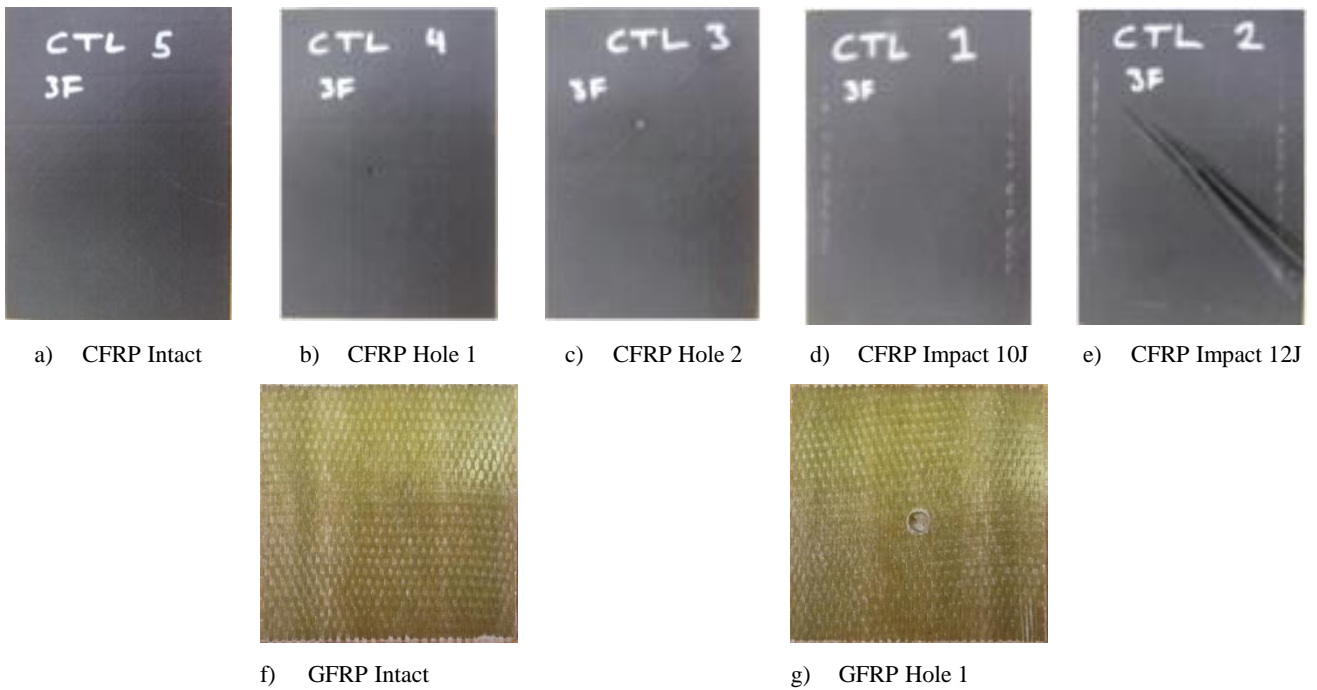 CTL 5
3F
CTL 4
3F
CTL 3
3F
CTL 1
3F
CTL 2
3F
a) CFRP Intact
b) CFRP Hole 1
c) CFRP Hole 2
d) CFRP Impact 10J
e) CFRP Impact 12J
f) GFRP Intact
g) GFRP Hole 1